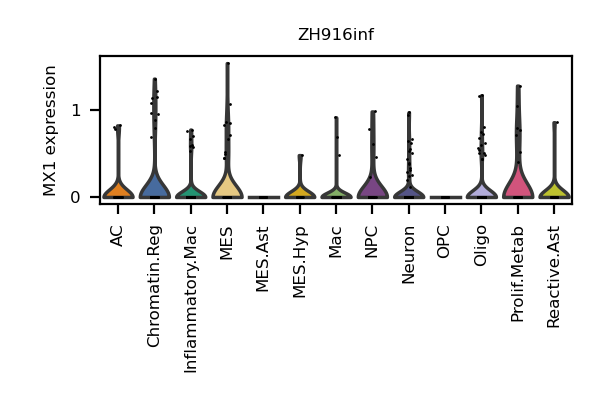 ZH916inf
MX1 expression
1
0
AC
Chromatin.Reg
Inflammatory.Mac
MES
MES.Ast
MES.Hyp
Mac
NPC
Neuron
OPC
Oligo
Prolif.Metab
Reactive.Ast